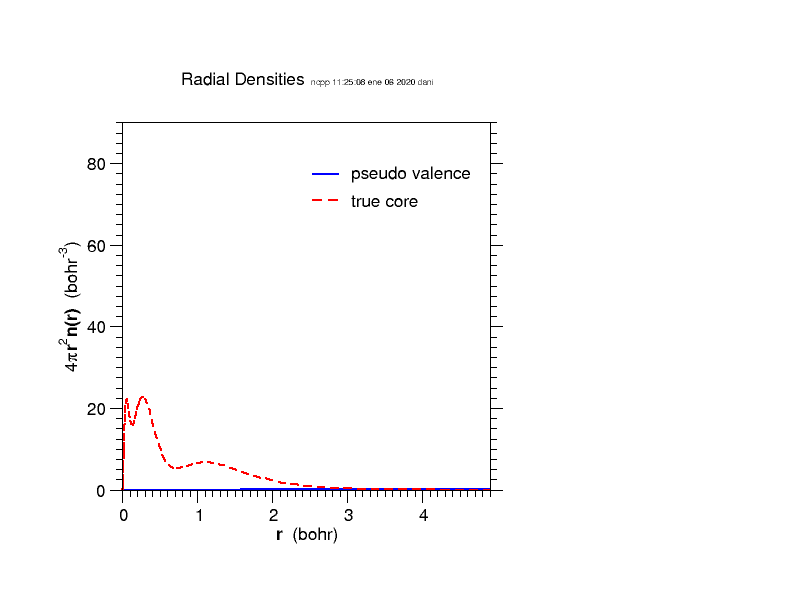 Radial Densities ncpp 11:25:08 ene 06 2020 dani
pseudo valence
true core
80
60
40
20
0
4πr²n(r) (bohr⁻³)
0 1 2 3 4
r (bohr)